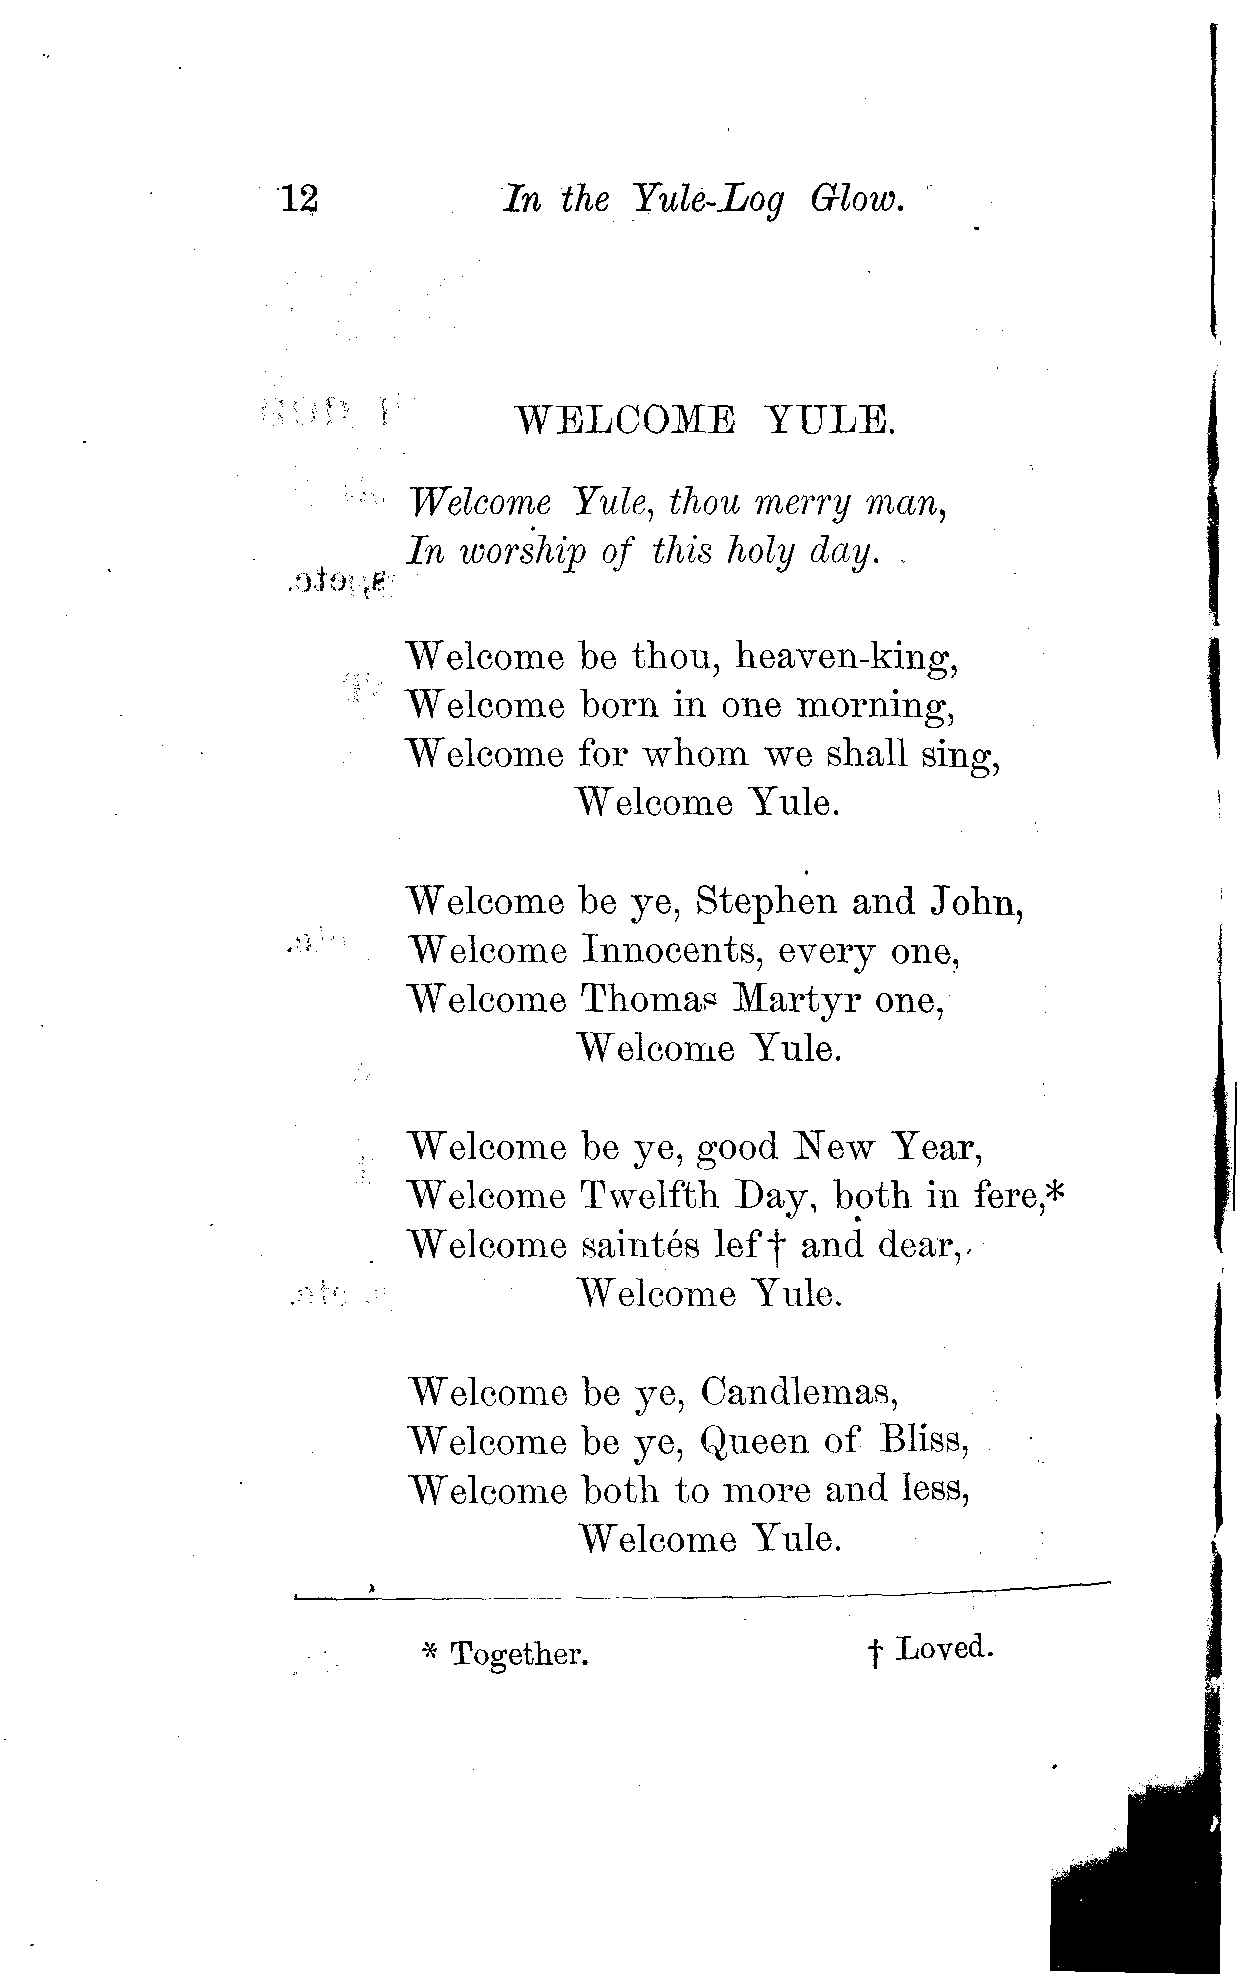 12 In the Yule-Log Glow.
WELCOME YULE.
Welcome Yule, thou merry man,
In worship of this holy day.
Welcome be thou, heaven-king,
Welcome born in one morning,
Welcome for whom we shall sing,
Welcome Yule.
Welcome be ye, Stephen and John,
Welcome Innocents, every one,
Welcome Thomas Martyr one,
Welcome Yule.
Welcome be ye, good New Year,
Welcome Twelfth Day, both in fere,*
Welcome saintés lef† and dear,
Welcome Yule.
Welcome be ye, Candlemas,
Welcome be ye, Queen of Bliss,
Welcome both to more and less,
Welcome Yule.
* Together. † Loved.